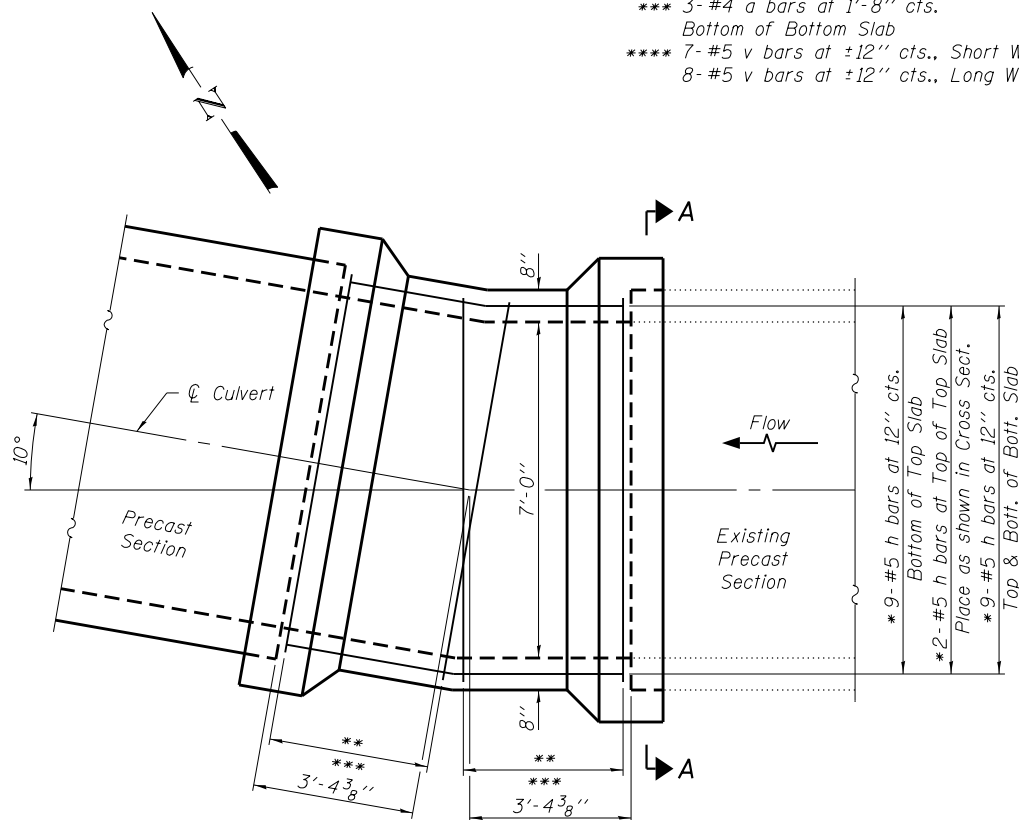 *** 3-#4 a bars at 1'-8" cts.
Bottom of Bottom Slab
**** 7-#5 v bars at ±12" cts., Short
8-#5 v bars at ±12" cts., Long
N
A
8"
℄ Culvert
10°
Flow
7'-0"
Precast
Section
Existing
Precast
Section
* 9-#5 h bars at 12" cts.
Bottom of Top Slab
*2-#5 h bars at Top of Top Slab
Place as shown in Cross Sect.
*9-#5 h bars at 12" cts.
Top & Bott. of Bott. Slab
8"
**
***
3'-4 3/8"
**
***
3'-4 3/8"
A